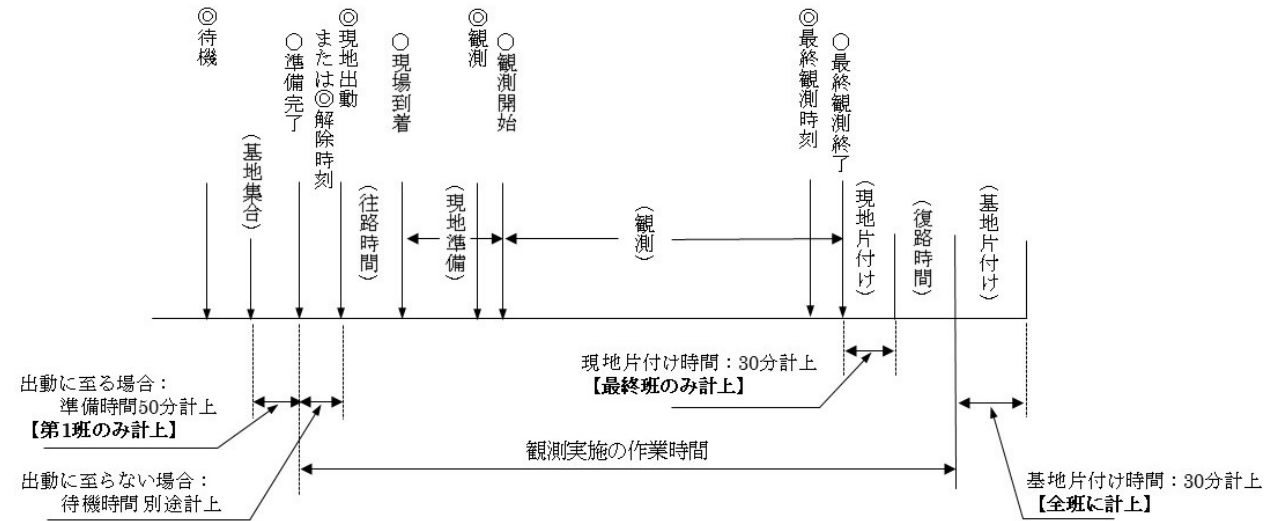 ◎待機
(基地集合)
○準備完了
◎現地出動
または◎解除時刻
(往路時間)
○現場到着
(現地準備)
◎観測
○観測開始
(観測)
◎最終観測時刻
○最終観測終了
(現地片付け)
(復路時間)
(基地片付け)
出動に至る場合：
準備時間50分計上
【第1班のみ計上】
出動に至らない場合：
待機時間 別途計上
現地片付け時間：30分計上
【最終班のみ計上】
観測実施の作業時間
基地片付け時間：30分計上
【全班に計上】